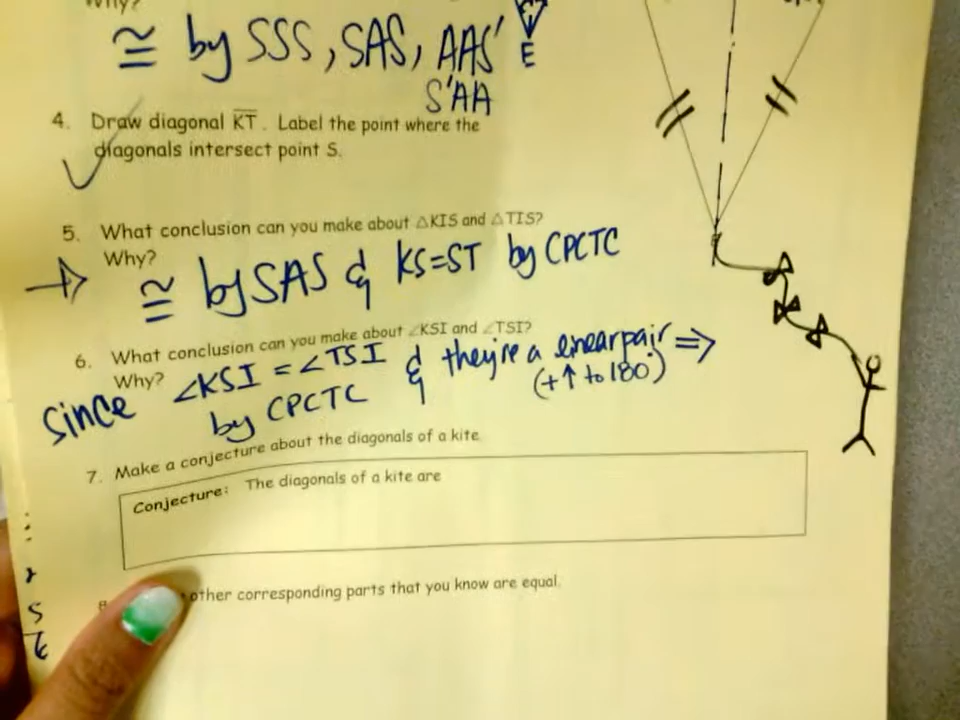 Why?
≅ by SSS, SAS, AAS'
E
S'AA
4. Draw diagonal KT. Label the point where the
diagonals intersect point S.
5. What conclusion can you make about △KIS and △TIS?
Why?
≅ by SAS & KS=ST by CPCTC
6. What conclusion can you make about ∠KSI and ∠TSI?
Why?
since ∠KSI = ∠TSI & they're a linear pair ⇒
by CPCTC (+↑ to 180)
7. Make a conjecture about the diagonals of a kite
Conjecture: The diagonals of a kite are
8. other corresponding parts that you know are equal.